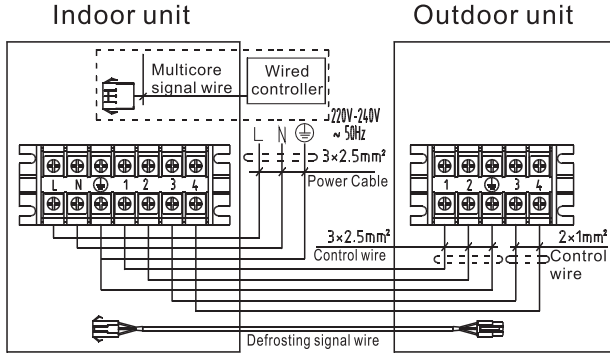 Indoor unit
Outdoor unit
Multicore
signal wire
Wired
controller
220V-240V
~ 50Hz
L N
3×2.5mm²
Power Cable
L N 1 2 3 4
1 2 3 4
3×2.5mm²
Control wire
2×1mm²
Control
wire
Defrosting signal wire